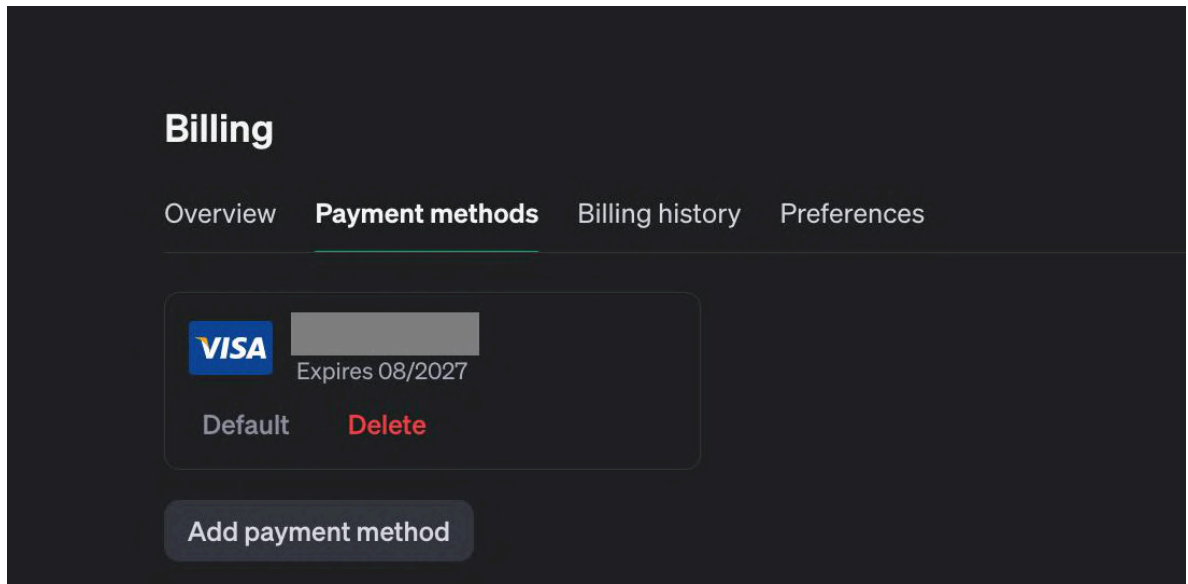 Billing
Overview Payment methods Billing history Preferences
VISA
Expires 08/2027
Default Delete
Add payment method